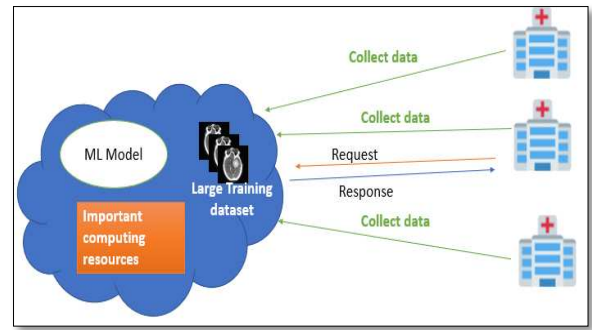 Collect data
Collect data
ML Model
Request
Large Training
dataset
Response
Important
computing
resources
Collect data